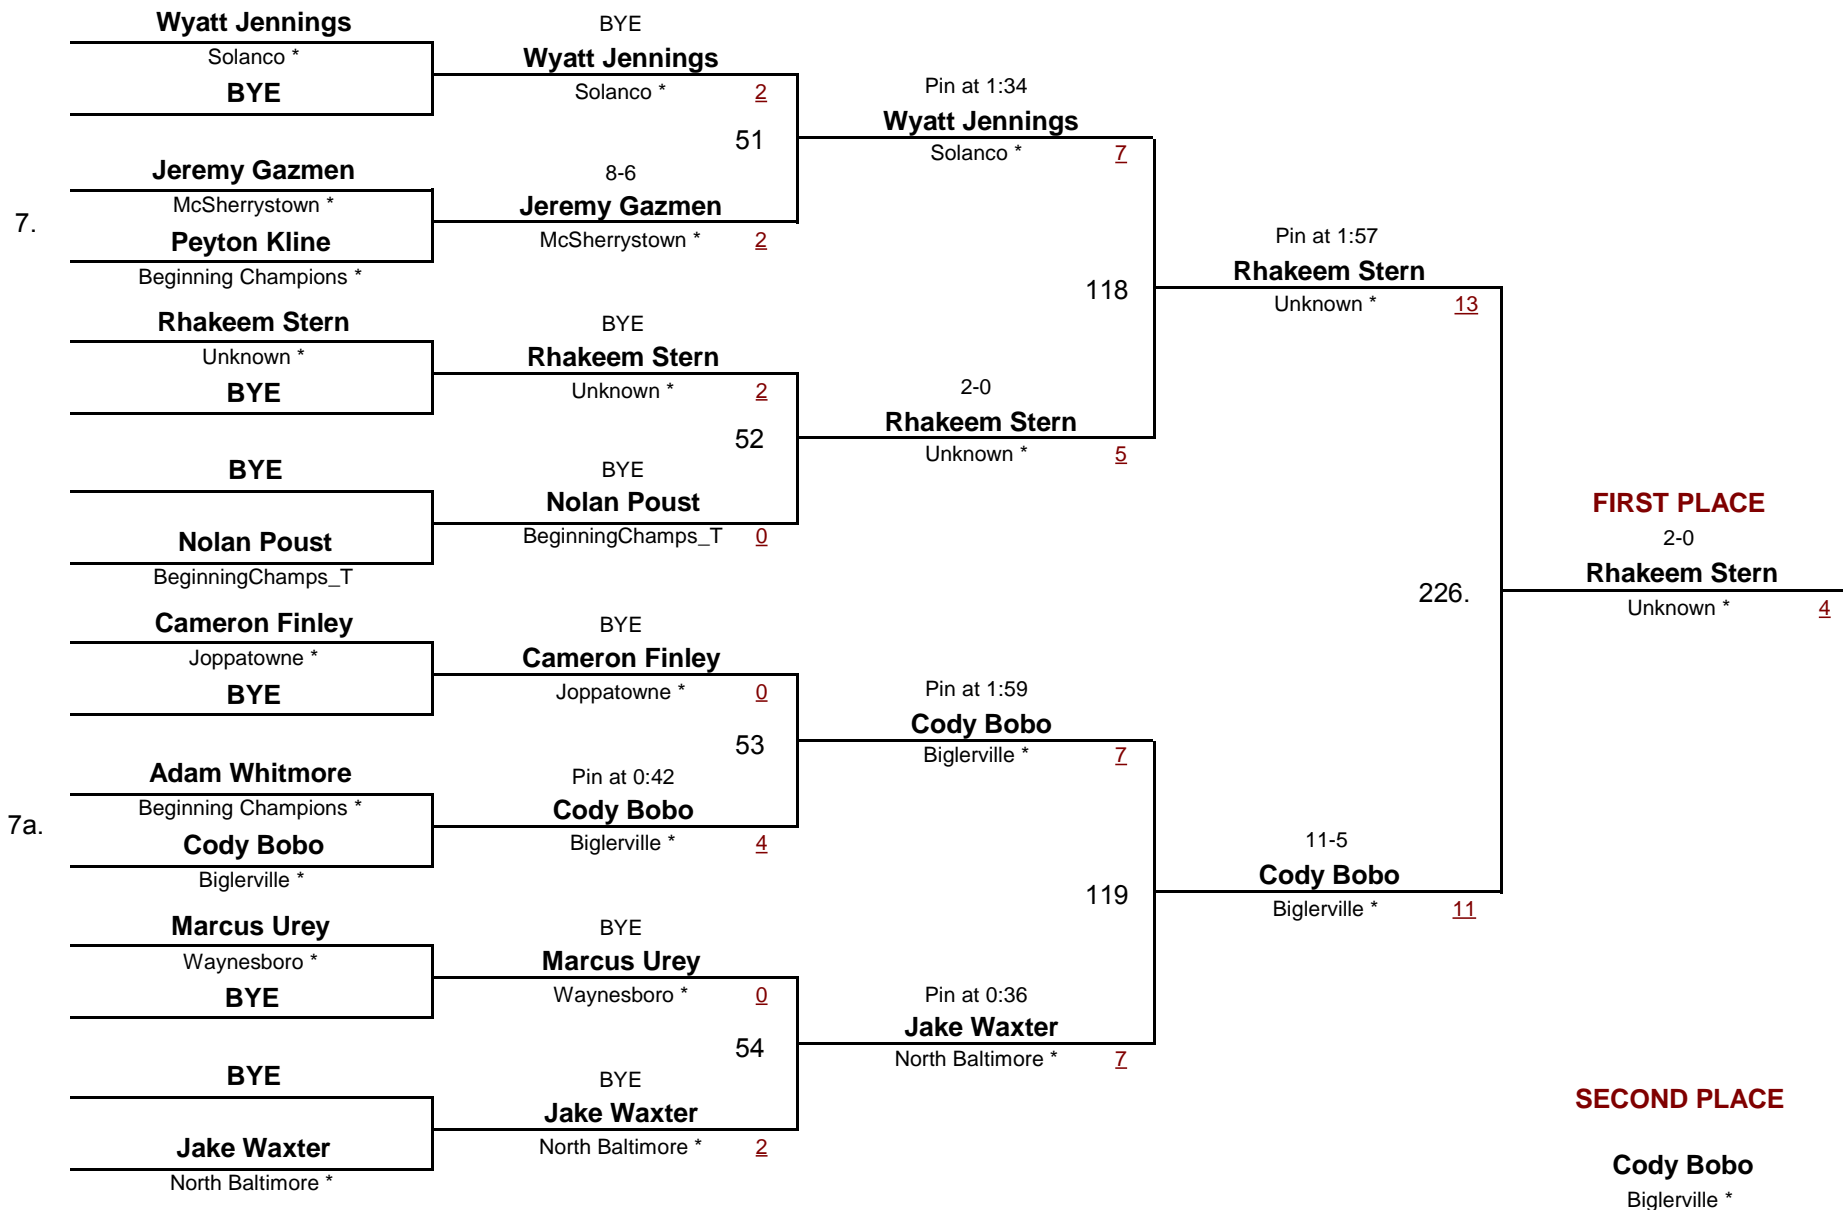 Wyatt Jennings
Solanco *
BYE
7.
Jeremy Gazmen
McSherrystown *
Peyton Kline
Beginning Champions *
Rhakeem Stern
Unknown *
BYE
BYE
Nolan Poust
BeginningChamps_T
Cameron Finley
Joppatowne *
BYE
7a.
Adam Whitmore
Beginning Champions *
Cody Bobo
Biglerville *
Marcus Urey
Waynesboro *
BYE
BYE
Jake Waxter
North Baltimore *
BYE
Wyatt Jennings
Solanco * 2
51
8-6
Jeremy Gazmen
McSherrystown * 2
BYE
Rhakeem Stern
Unknown * 2
52
BYE
Nolan Poust
BeginningChamps_T 0
BYE
Cameron Finley
Joppatowne * 0
53
Pin at 0:42
Cody Bobo
Biglerville * 4
BYE
Marcus Urey
Waynesboro * 0
54
BYE
Jake Waxter
North Baltimore * 2
Pin at 1:34
Wyatt Jennings
Solanco * 7
118
2-0
Rhakeem Stern
Unknown * 5
Pin at 1:59
Cody Bobo
Biglerville * 7
119
Pin at 0:36
Jake Waxter
North Baltimore * 7
Pin at 1:57
Rhakeem Stern
Unknown * 13
226.
11-5
Cody Bobo
Biglerville * 11
FIRST PLACE
2-0
Rhakeem Stern
Unknown * 4
SECOND PLACE
Cody Bobo
Biglerville *